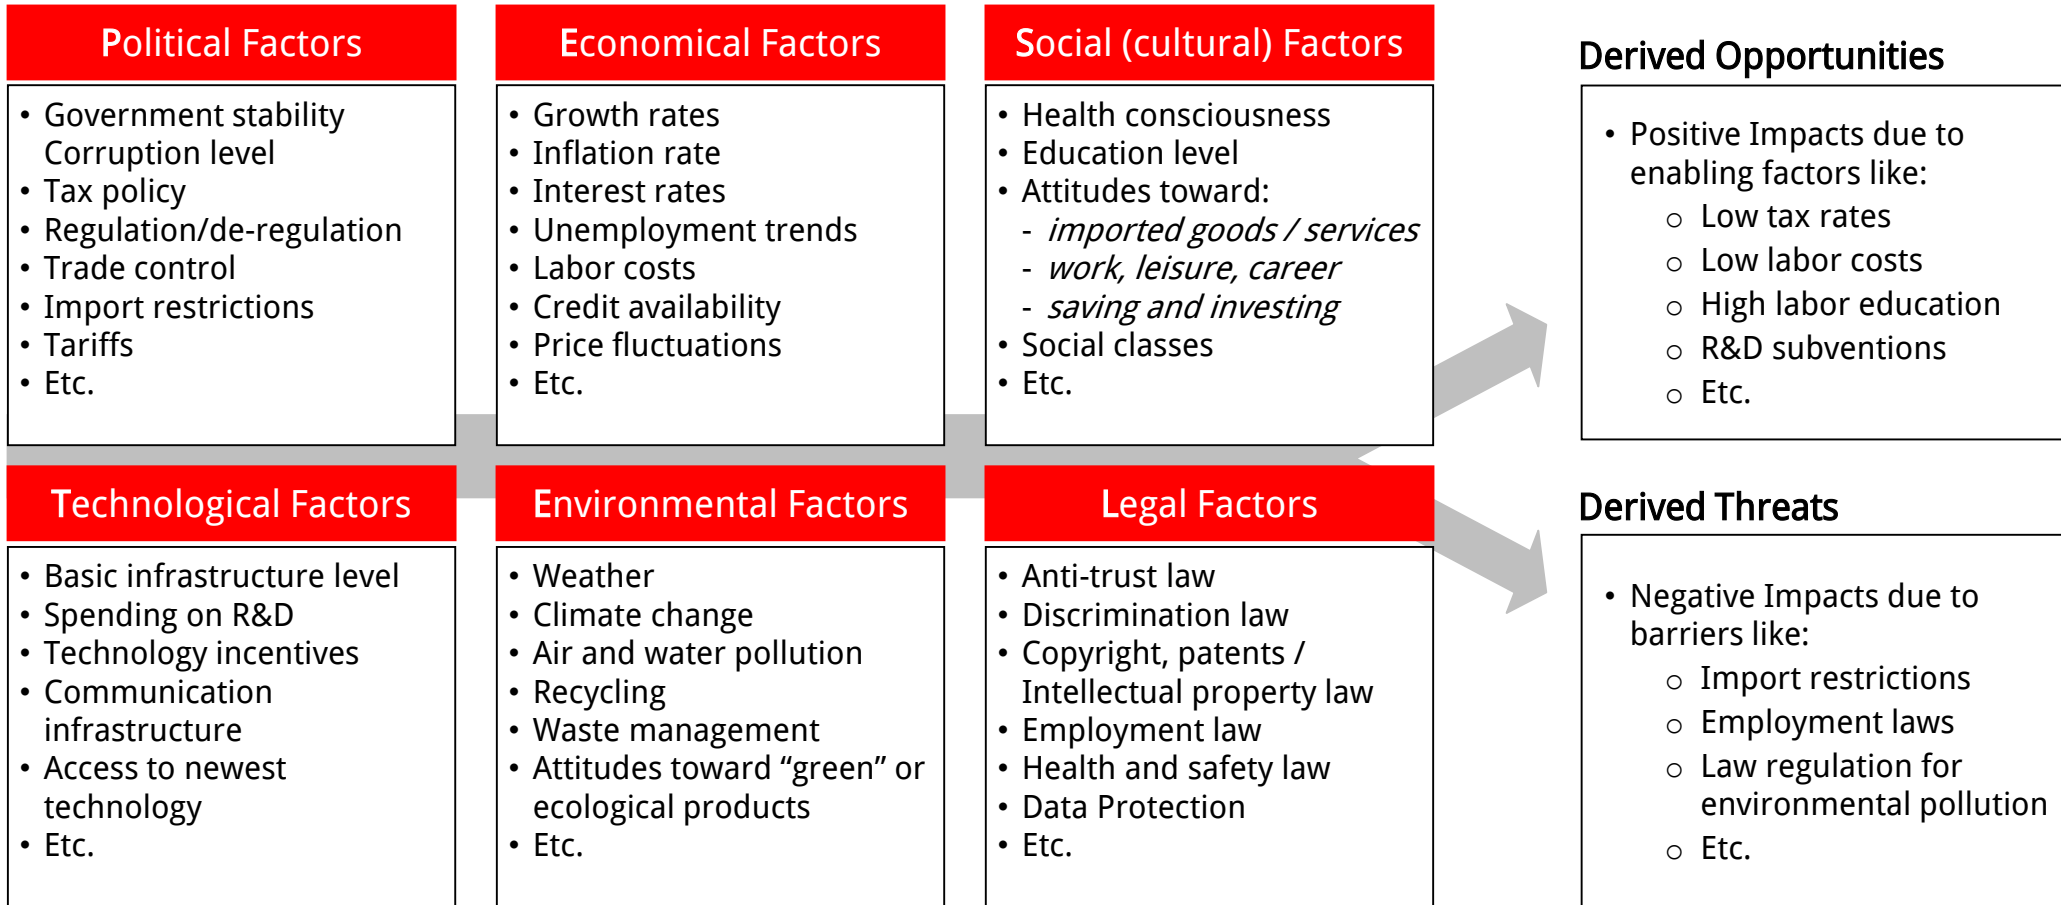 Political Factors
• Government stability
Corruption level
• Tax policy
• Regulation/de-regulation
• Trade control
• Import restrictions
• Tariffs
• Etc.
Economical Factors
• Growth rates
• Inflation rate
• Interest rates
• Unemployment trends
• Labor costs
• Credit availability
• Price fluctuations
• Etc.
Social (cultural) Factors
• Health consciousness
• Education level
• Attitudes toward:
- imported goods / services
- work, leisure, career
- saving and investing
• Social classes
• Etc.
Derived Opportunities
• Positive Impacts due to
enabling factors like:
o Low tax rates
o Low labor costs
o High labor education
o R&D subventions
o Etc.
Technological Factors
• Basic infrastructure level
• Spending on R&D
• Technology incentives
• Communication
infrastructure
• Access to newest
technology
• Etc.
Environmental Factors
• Weather
• Climate change
• Air and water pollution
• Recycling
• Waste management
• Attitudes toward “green” or
ecological products
• Etc.
Legal Factors
• Anti-trust law
• Discrimination law
• Copyright, patents /
Intellectual property law
• Employment law
• Health and safety law
• Data Protection
• Etc.
Derived Threats
• Negative Impacts due to
barriers like:
o Import restrictions
o Employment laws
o Law regulation for
environmental pollution
o Etc.